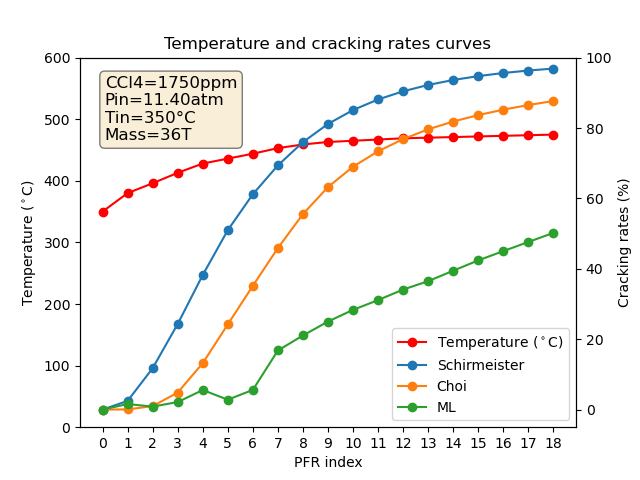 Temperature and cracking rates curves
CCl4=1750ppm
Pin=11.40atm
Tin=350°C
Mass=36T
Temperature (°C)
600
500
400
300
200
100
0
100
80
60
40
20
0
Cracking rates (%)
Temperature (°C)
Schirmeister
Choi
ML
0 1 2 3 4 5 6 7 8 9 10 11 12 13 14 15 16 17 18
PFR index